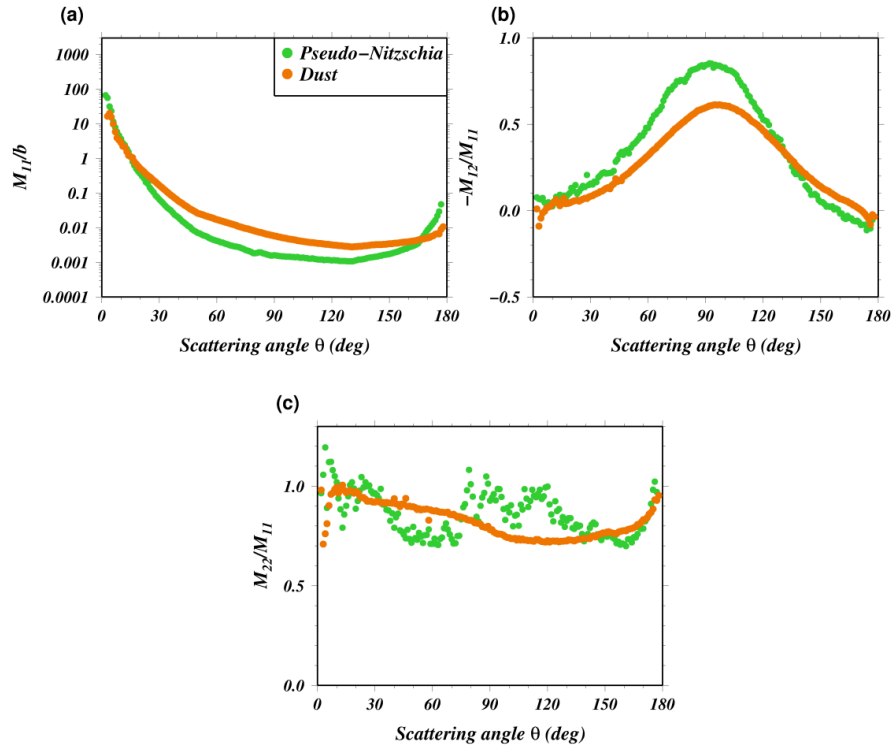 (a)
3000
1000
100
10
1
0.1
0.01
0.001
0.0001
M11/b
0 30 60 90 120 150 180
Scattering angle θ (deg)
Pseudo−Nitzschia
Dust
(b)
1.0
0.5
0.0
−0.5
−M12/M11
0 30 60 90 120 150 180
Scattering angle θ (deg)
(c)
1.0
0.5
0.0
M22/M11
0 30 60 90 120 150 180
Scattering angle θ (deg)